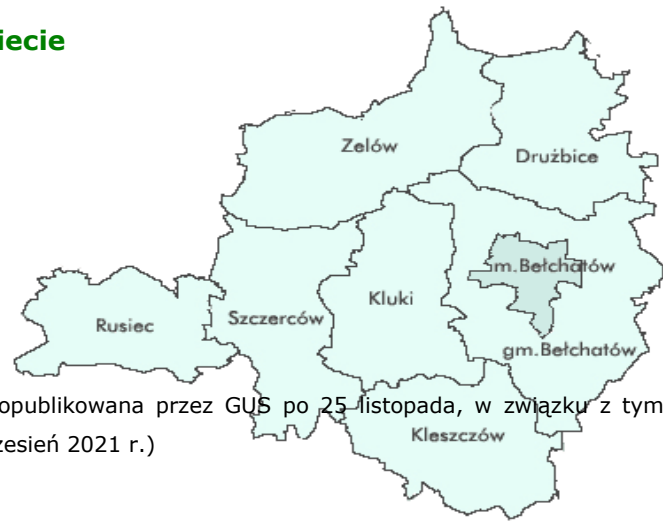 iecie
Zelów
Drużbice
m.Bełchatów
Kluki
Szczerców
Rusiec
gm.Bełchatów
opublikowana przez GUS po 25 listopada, w związku z tym
zesień 2021 r.)
Kleszczów